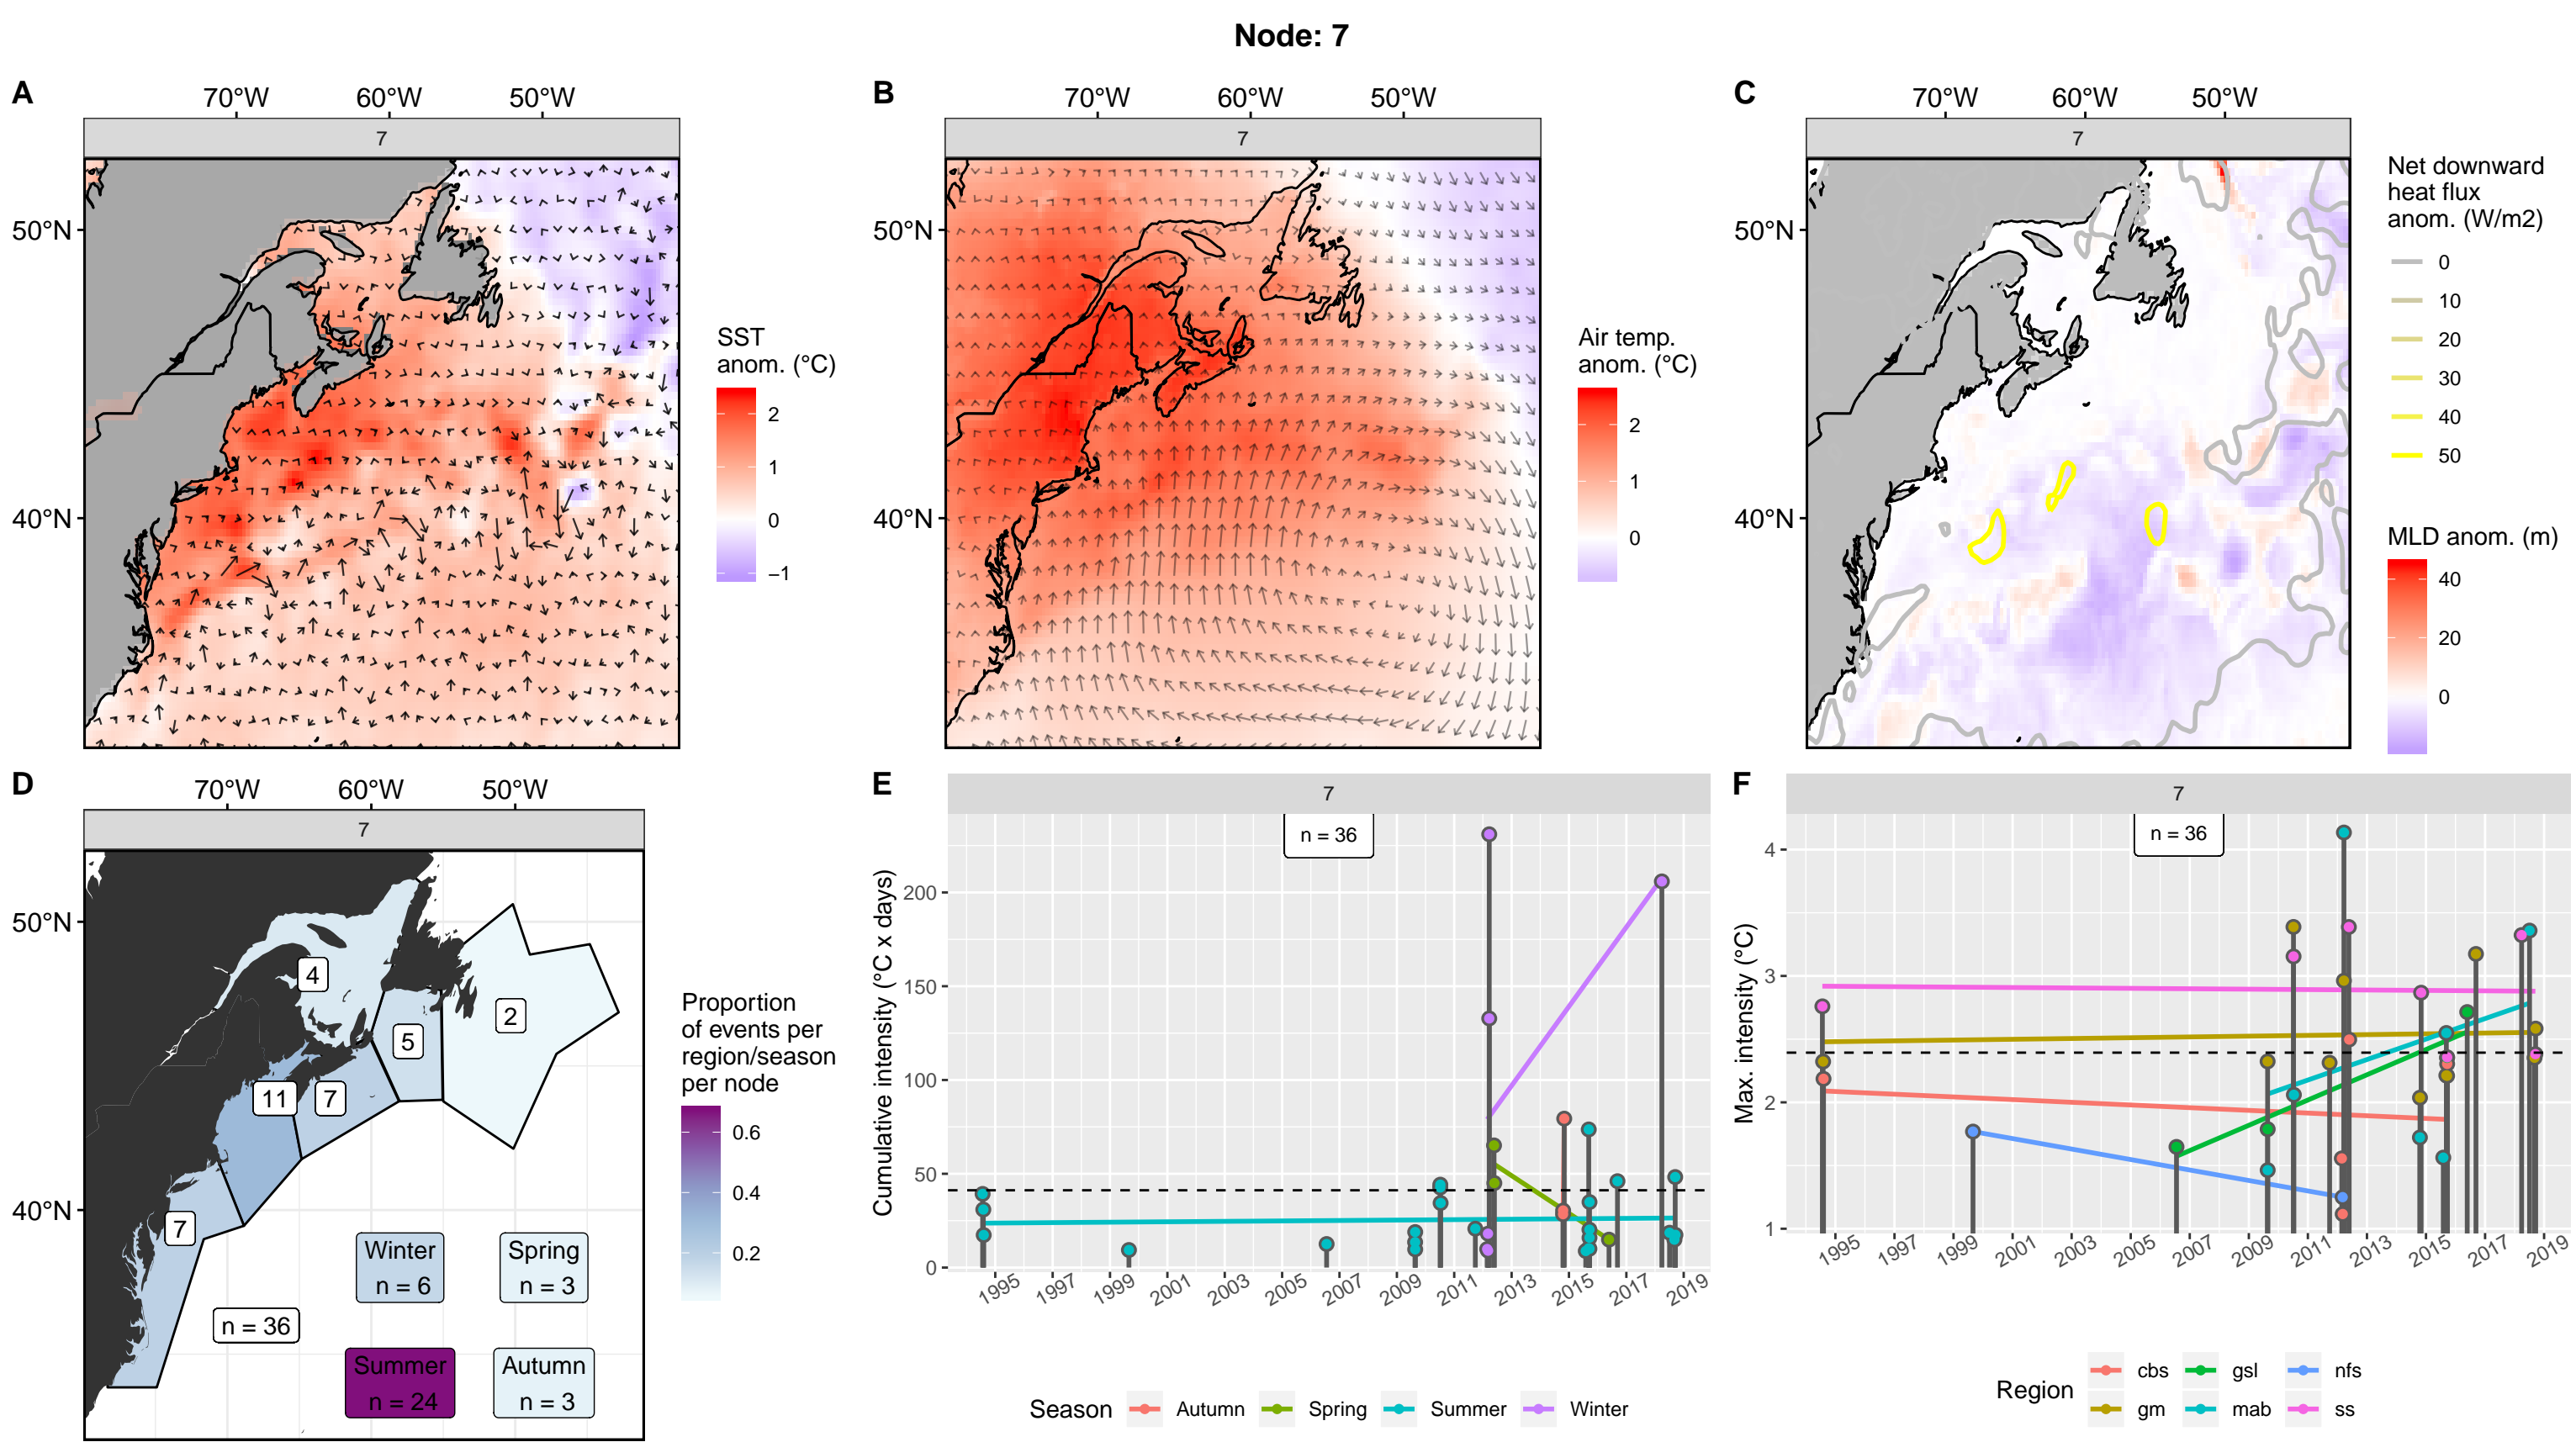 Node: 7
A
70°W 60°W 50°W
7
50°N
40°N
SST
anom. (°C)
2
1
0
−1
B
70°W 60°W 50°W
7
50°N
40°N
Air temp.
anom. (°C)
2
1
0
C
70°W 60°W 50°W
7
50°N
40°N
Net downward
heat flux
anom. (W/m2)
0
10
20
30
40
50
MLD anom. (m)
40
20
0
D
70°W 60°W 50°W
7
50°N
40°N
4
5
2
11
7
7
n = 36
Winter
n = 6
Spring
n = 3
Summer
n = 24
Autumn
n = 3
Proportion
of events per
region/season
per node
0.6
0.4
0.2
E
7
n = 36
Cumulative intensity (°C x days)
200
150
100
50
0
1995 1997 1999 2001 2003 2005 2007 2009 2011 2013 2015 2017 2019
Season Autumn Spring Summer Winter
F
7
n = 36
Max. intensity (°C)
4
3
2
1
1995 1997 1999 2001 2003 2005 2007 2009 2011 2013 2015 2017 2019
Region
cbs gsl nfs
gm mab ss